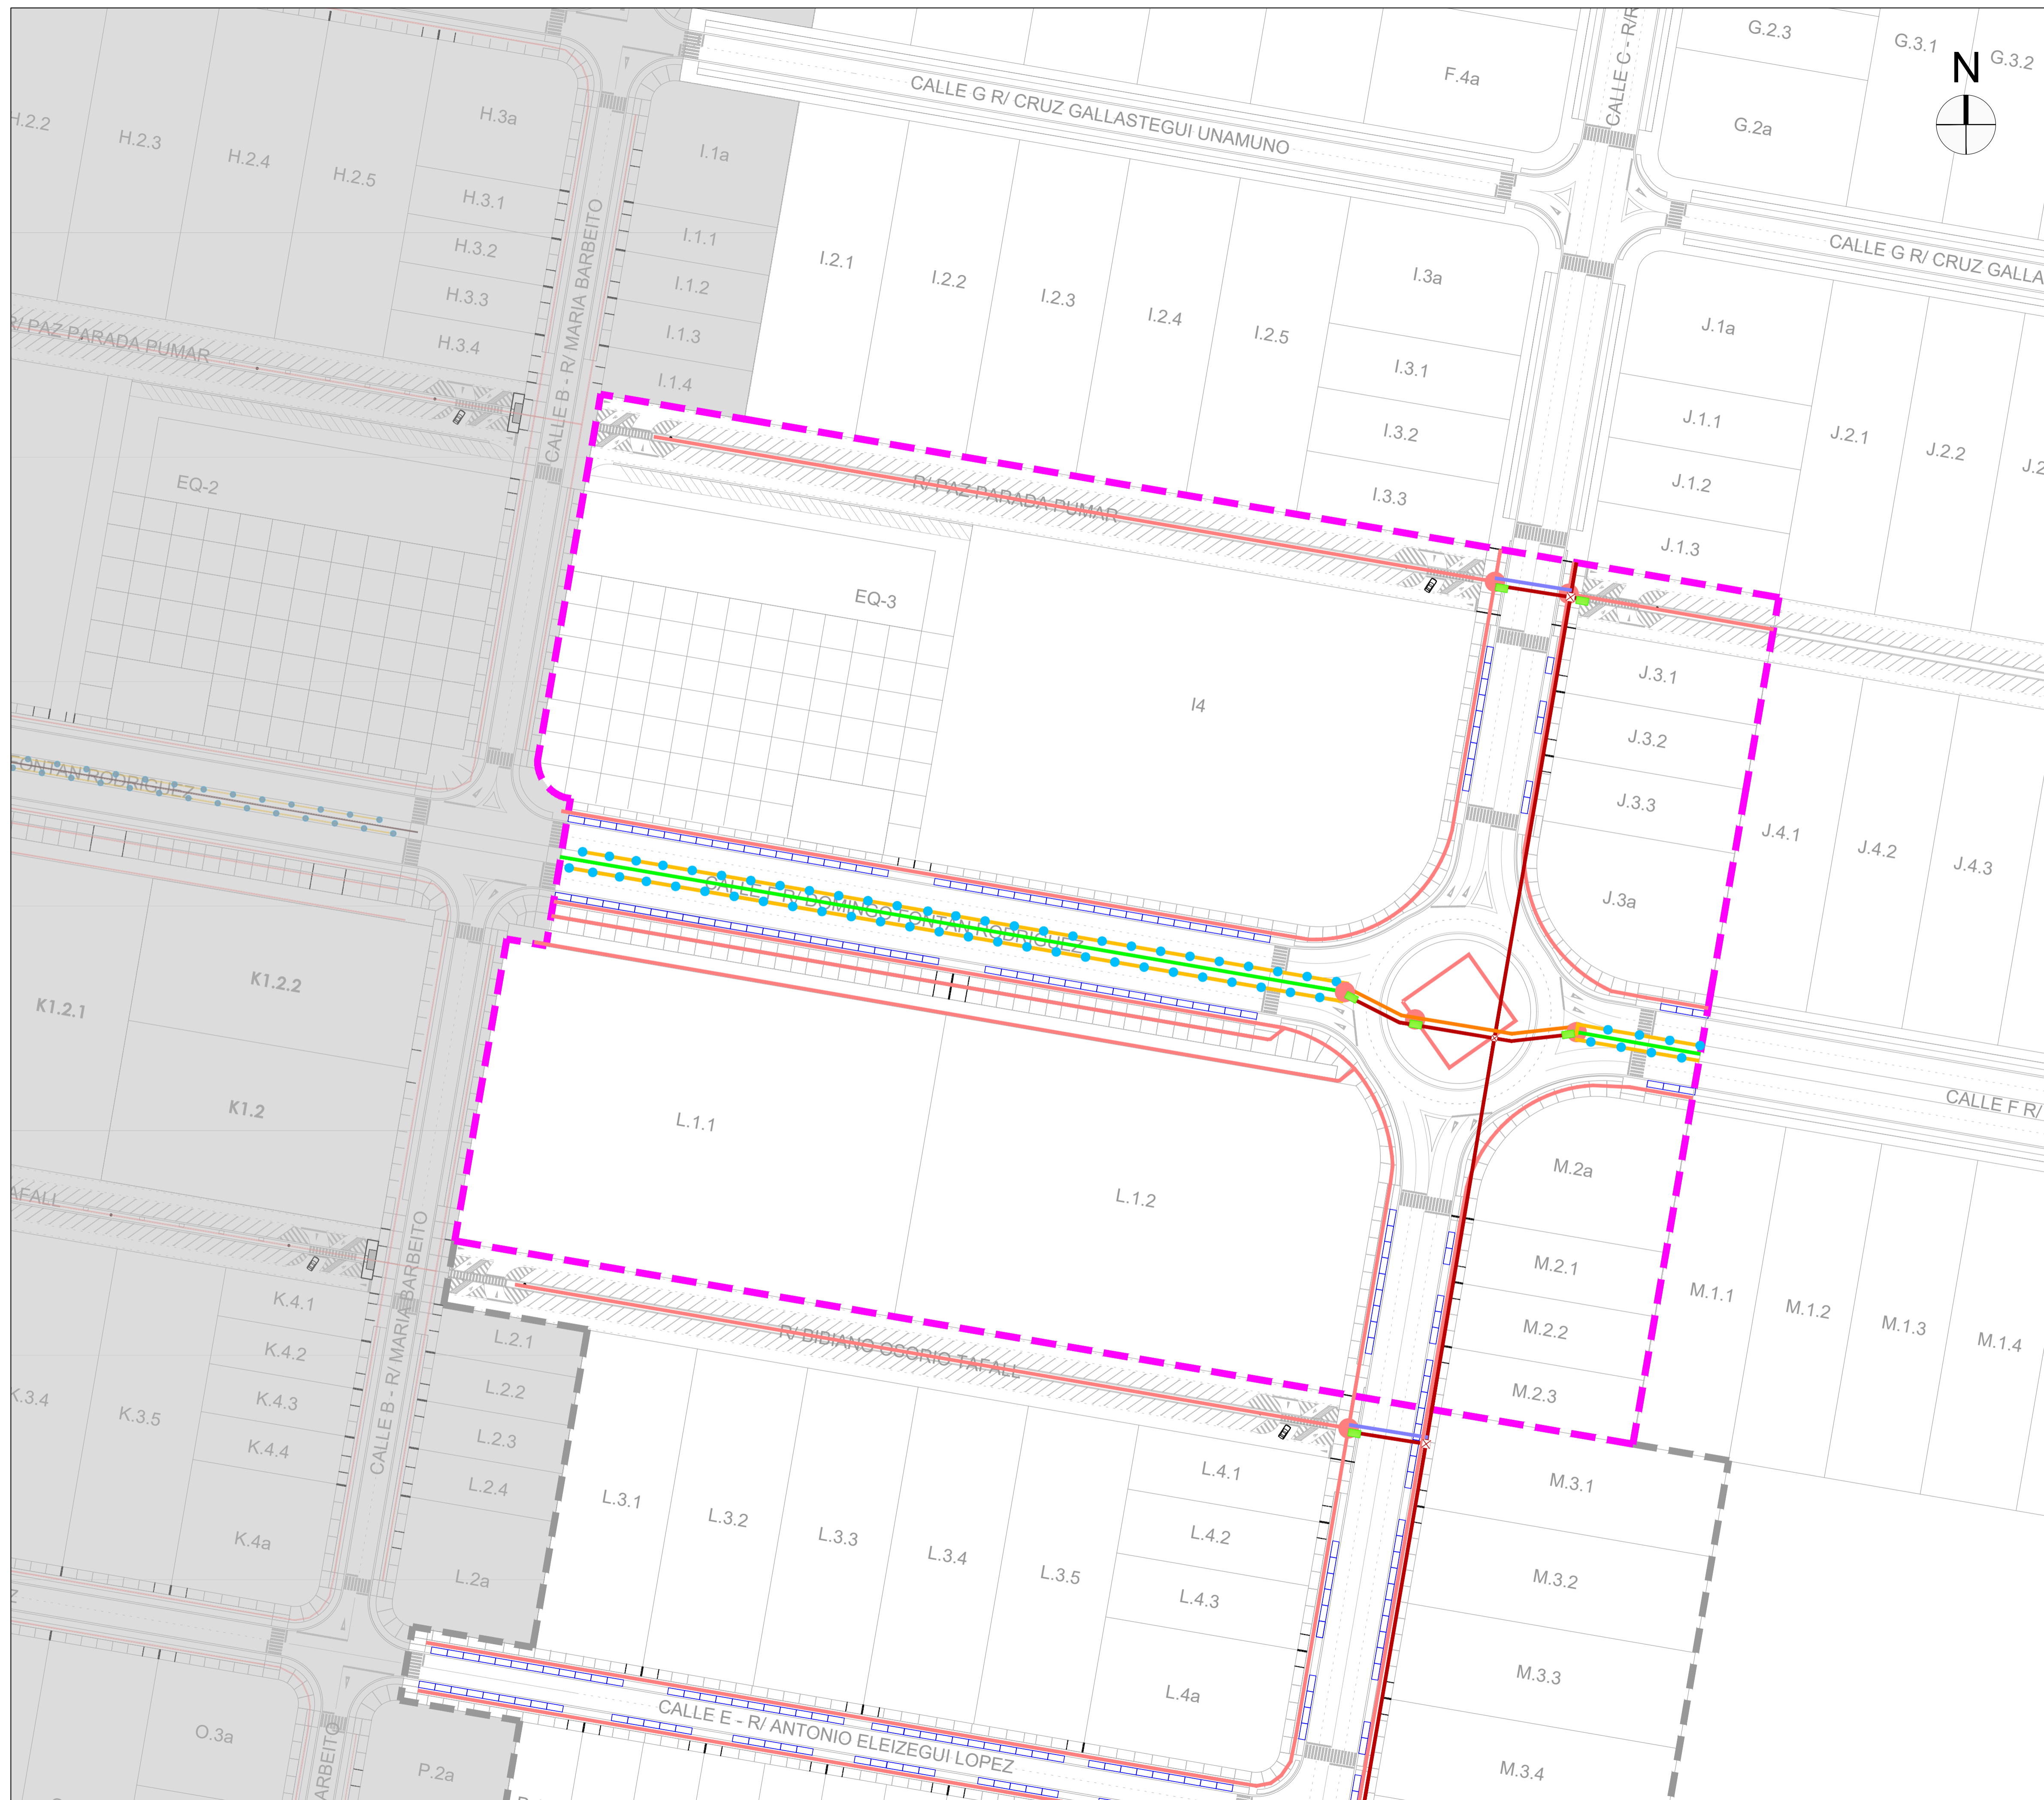 G.2.3
G.3.1
G.3.2
N
F.4a
CALLE C - R/
G.2a
CALLE G R/ CRUZ GALLASTEGUI UNAMUNO
CALLE G R/ CRUZ GALLA
H.2.2
H.2.3
H.2.4
H.2.5
H.3a
H.3.1
H.3.2
H.3.3
H.3.4
R/ PAZ PARADA PUMAR
CALLE B - R/ MARIA BARBEITO
I.1a
I.1.1
I.1.2
I.1.3
I.1.4
I.2.1
I.2.2
I.2.3
I.2.4
I.2.5
I.3a
I.3.1
I.3.2
I.3.3
J.1a
J.1.1
J.1.2
J.1.3
J.2.1
J.2.2
J.2
R/ PAZ PARADA PUMAR
EQ-2
EQ-3
I4
J.3.1
J.3.2
J.3.3
J.3a
J.4.1
J.4.2
J.4.3
FONTAN RODRIGUEZ
CALLE F R/ DOMINGO FONTAN RODRIGUEZ
CALLE F R/
K1.2.1
K1.2.2
K1.2
L.1.1
L.1.2
M.2a
M.2.1
M.2.2
M.2.3
M.1.1
M.1.2
M.1.3
M.1.4
AFALL
CALLE B - R/ MARIA BARBEITO
R/ BIBIANO OSORIO TAFALL
K.3.4
K.3.5
K.4.1
K.4.2
K.4.3
K.4.4
K.4a
L.2.1
L.2.2
L.2.3
L.2.4
L.2a
L.3.1
L.3.2
L.3.3
L.3.4
L.3.5
L.4.1
L.4.2
L.4.3
L.4a
M.3.1
M.3.2
M.3.3
M.3.4
Z
CALLE E - R/ ANTONIO ELEIZEGUI LOPEZ
O.3a
ARBEITO
P.2a